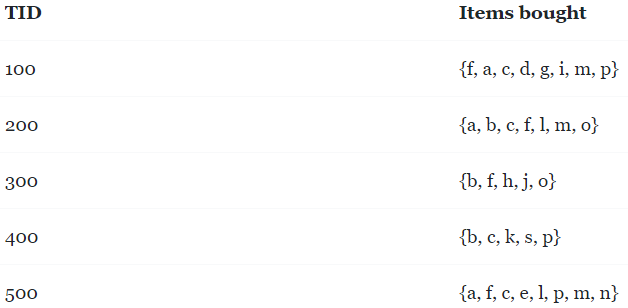 TID Items bought
100 {f, a, c, d, g, i, m, p}
200 {a, b, c, f, l, m, o}
300 {b, f, h, j, o}
400 {b, c, k, s, p}
500 {a, f, c, e, l, p, m, n}